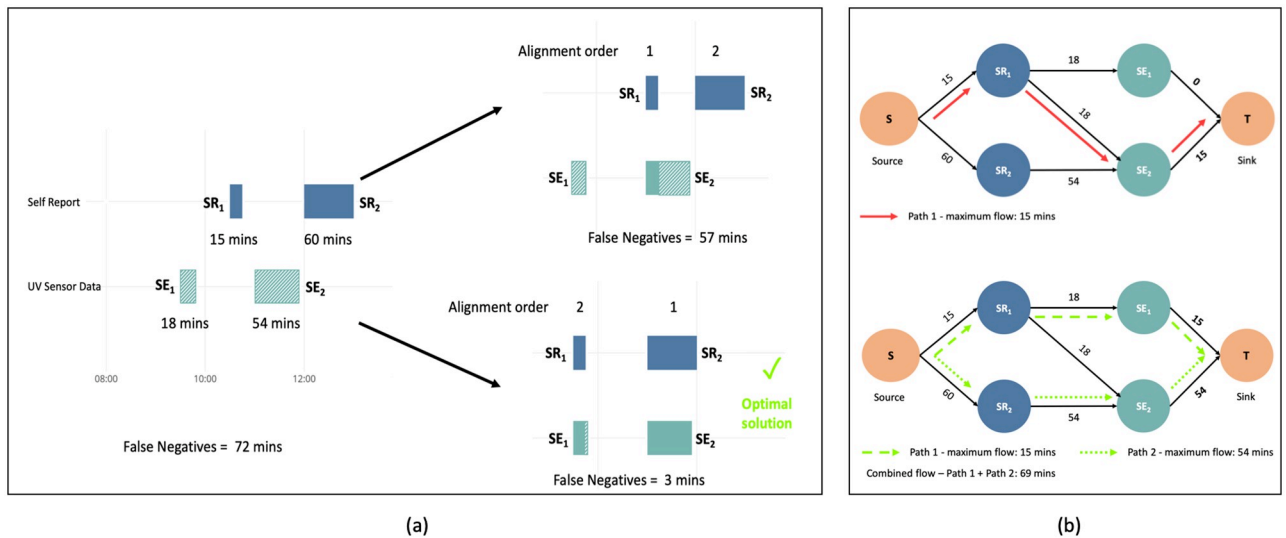 Alignment order 1 2
SR1 SR2
SE1 SE2
False Negatives = 57 mins
Self Report
SR1 SR2
15 mins 60 mins
UV Sensor Data
SE1 SE2
18 mins 54 mins
08:00 10:00 12:00
False Negatives = 72 mins
Alignment order 2 1
SR1 SR2
✓
Optimal
solution
SE1 SE2
False Negatives = 3 mins
(a)
SR1 18 SE1
15 0
S 18 T
Source Sink
60 15
SR2 54 SE2
Path 1 - maximum flow: 15 mins
SR1 18 SE1
15 15
S 18 T
Source Sink
60 54
SR2 54 SE2
Path 1 - maximum flow: 15 mins Path 2 - maximum flow: 54 mins
Combined flow – Path 1 + Path 2: 69 mins
(b)